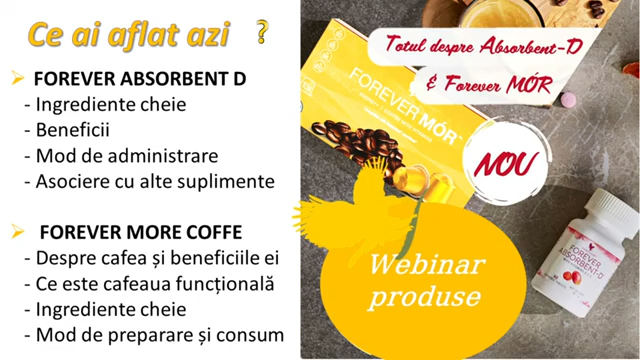 Ce ai aflat azi ?
FOREVER ABSORBENT D
- Ingrediente cheie
- Beneficii
- Mod de administrare
- Asociere cu alte suplimente
FOREVER MORE COFFE
- Despre cafea și beneficiile ei
- Ce este cafeaua funcțională
- Ingrediente cheie
- Mod de preparare și consum
Totul despre Absorbent-D
& Forever MÓR
FOREVER MÓR
NOU
Webinar
produse
FOREVER
ABSORBENT-D